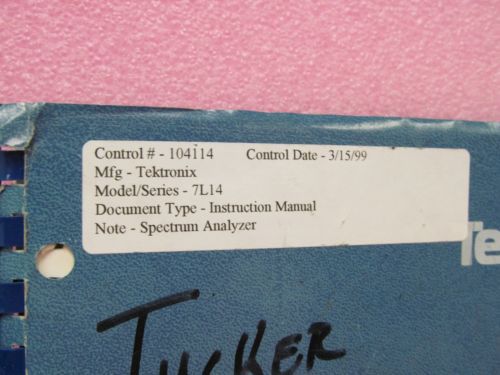 Control # - 104114 Control Date - 3/15/99
Mfg - Tektronix
Model/Series - 7L14
Document Type - Instruction Manual
Note - Spectrum Analyzer
Te
TUCKER